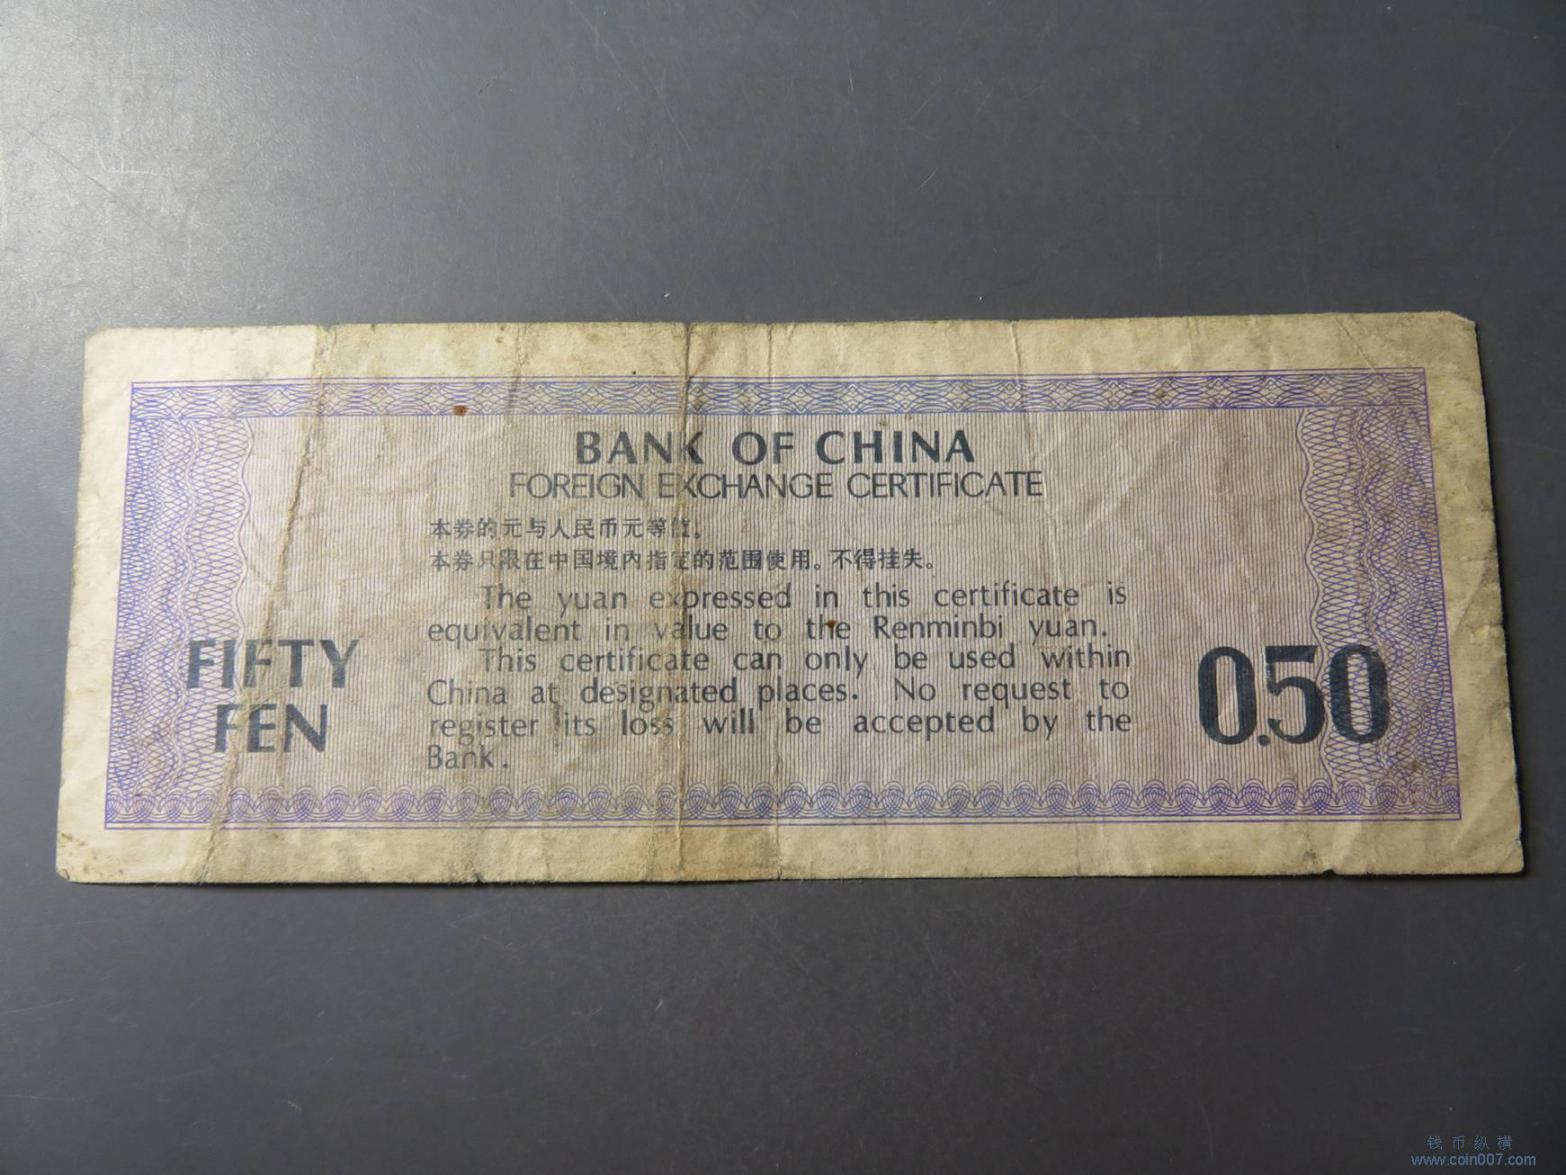 BANK OF CHINA
FOREIGN EXCHANGE CERTIFICATE
本券的元与人民币元等值。
本券只限在中国境内指定的范围使用。不得挂失。
The yuan expressed in this certificate is
equivalent in value to the Renminbi yuan.
This certificate can only be used within
China at designated places. No request to
register its loss will be accepted by the
Bank.
FIFTY
FEN
0.50
钱币纵横
www.coin007.com